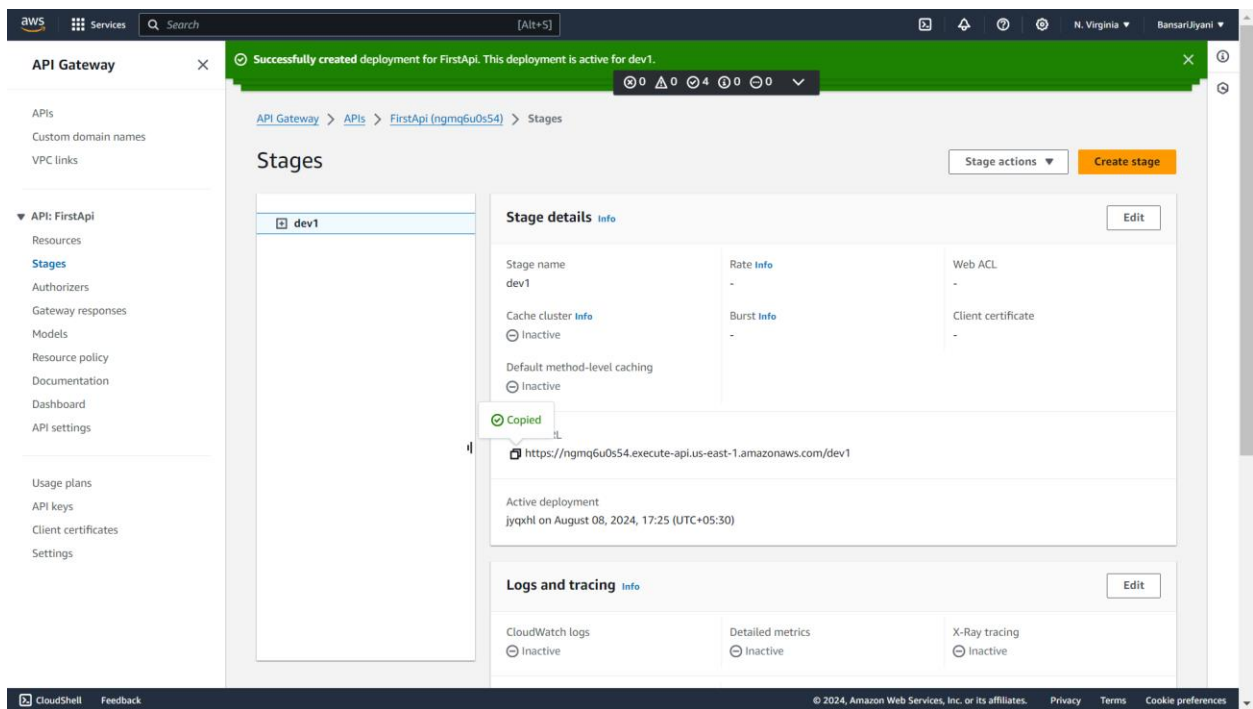 aws Services Search [Alt+S] N. Virginia ▼ BansariJiyani ▼
API Gateway
Successfully created deployment for FirstApi. This deployment is active for dev1.
0 0 4 0 0
APIs
Custom domain names
VPC links
▼ API: FirstApi
Resources
Stages
Authorizers
Gateway responses
Models
Resource policy
Documentation
Dashboard
API settings
Usage plans
API keys
Client certificates
Settings
API Gateway > APIs > FirstApi (ngmq6u0s54) > Stages
Stages
Stage actions ▼ Create stage
dev1
Stage details Info Edit
Stage name Rate Info Web ACL
dev1 - -
Cache cluster Info Burst Info Client certificate
Inactive - -
Default method-level caching
Inactive
Copied
https://ngmq6u0s54.execute-api.us-east-1.amazonaws.com/dev1
Active deployment
jyqxhl on August 08, 2024, 17:25 (UTC+05:30)
Logs and tracing Info Edit
CloudWatch logs Detailed metrics X-Ray tracing
Inactive Inactive Inactive
CloudShell Feedback © 2024, Amazon Web Services, Inc. or its affiliates. Privacy Terms Cookie preferences